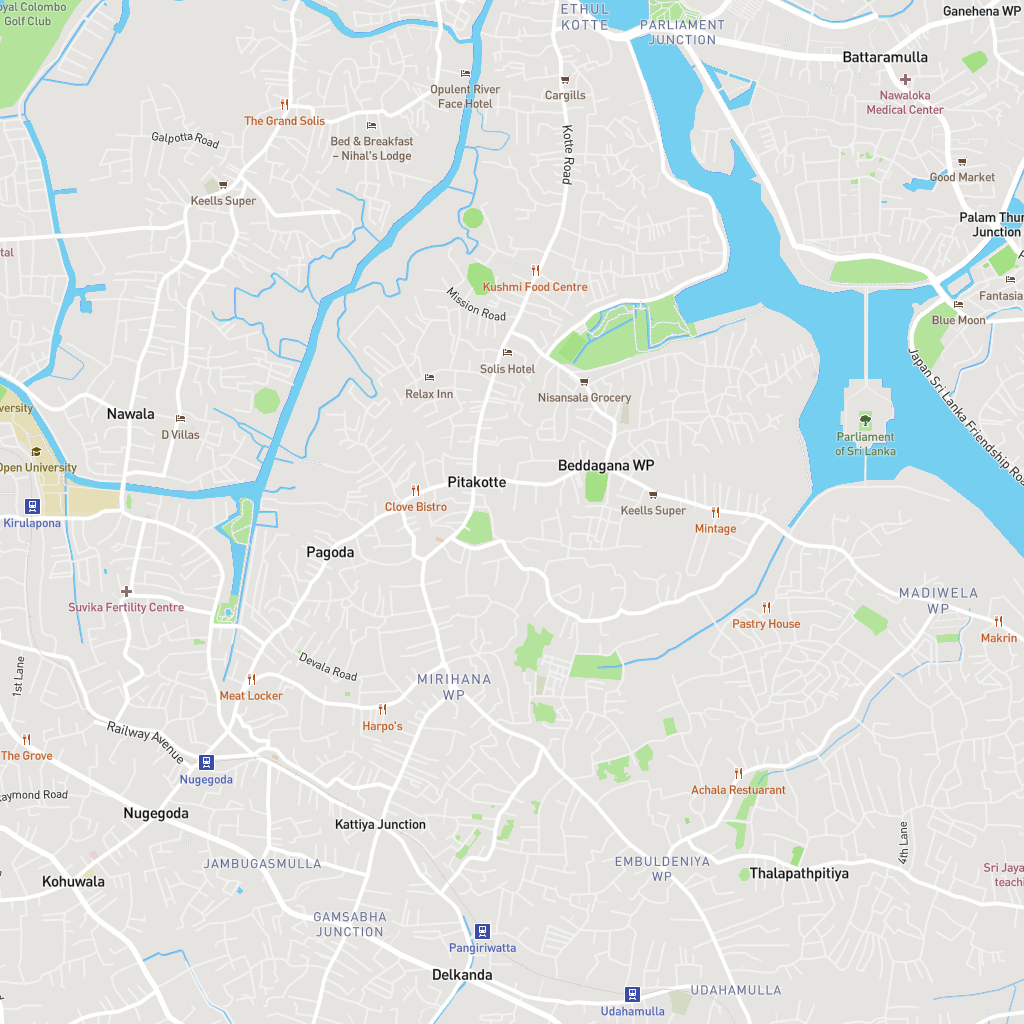 Royal Colombo
Golf Club
ETHUL
KOTTE
PARLIAMENT
JUNCTION
Ganehena WP
Battaramulla
Opulent River
Face Hotel
Cargills
Nawaloka
Medical Center
The Grand Solis
Galpotta Road
Bed & Breakfast
– Nihal's Lodge
Kotte Road
Good Market
Keells Super
Palam Thun
Junction
tal
Kushmi Food Centre
Mission Road
Fantasia
Blue Moon
Solis Hotel
Relax Inn
Nisansala Grocery
Japan Sri Lanka Friendship Road
Nawala
D Villas
Parliament
of Sri Lanka
versity
Open University
Beddagana WP
Pitakotte
Clove Bistro
Keells Super
Mintage
Kirulapona
Pagoda
Suvika Fertility Centre
MADIWELA
WP
Pastry House
Makrin
1st Lane
Devala Road
Meat Locker
MIRIHANA
WP
Harpo's
Railway Avenue
The Grove
Nugegoda
Achala Restuarant
aymond Road
Nugegoda
Kattiya Junction
4th Lane
JAMBUGASMULLA
EMBULDENIYA
WP
Thalapathpitiya
Sri Jaya
teachi
Kohuwala
GAMSABHA
JUNCTION
Pangiriwatta
Delkanda
UDAHAMULLA
Udahamulla